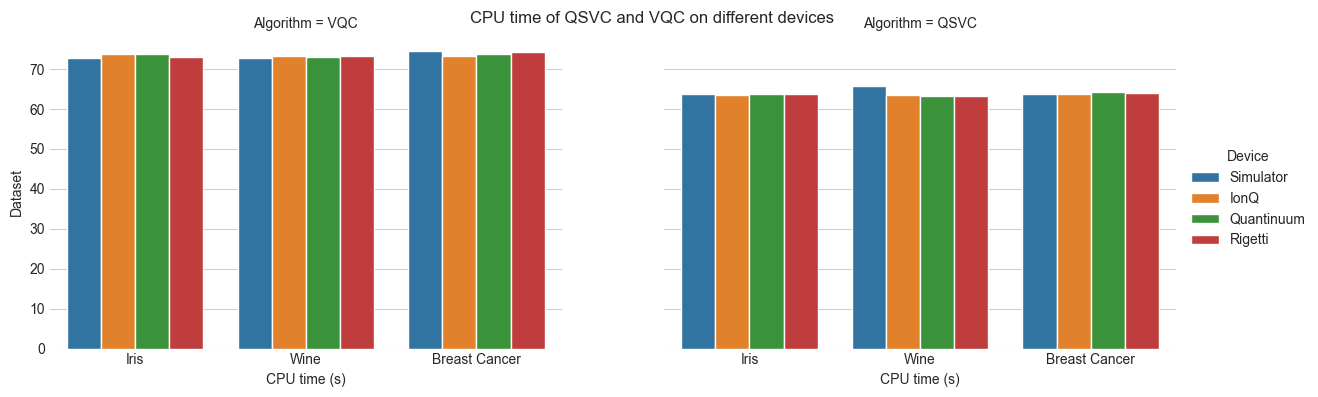 CPU time of QSVC and VQC on different devices
Algorithm = VQC
Algorithm = QSVC
Dataset
70
60
50
40
30
20
10
0
Iris
Wine
Breast Cancer
CPU time (s)
Iris
Wine
Breast Cancer
CPU time (s)
Device
Simulator
IonQ
Quantinuum
Rigetti